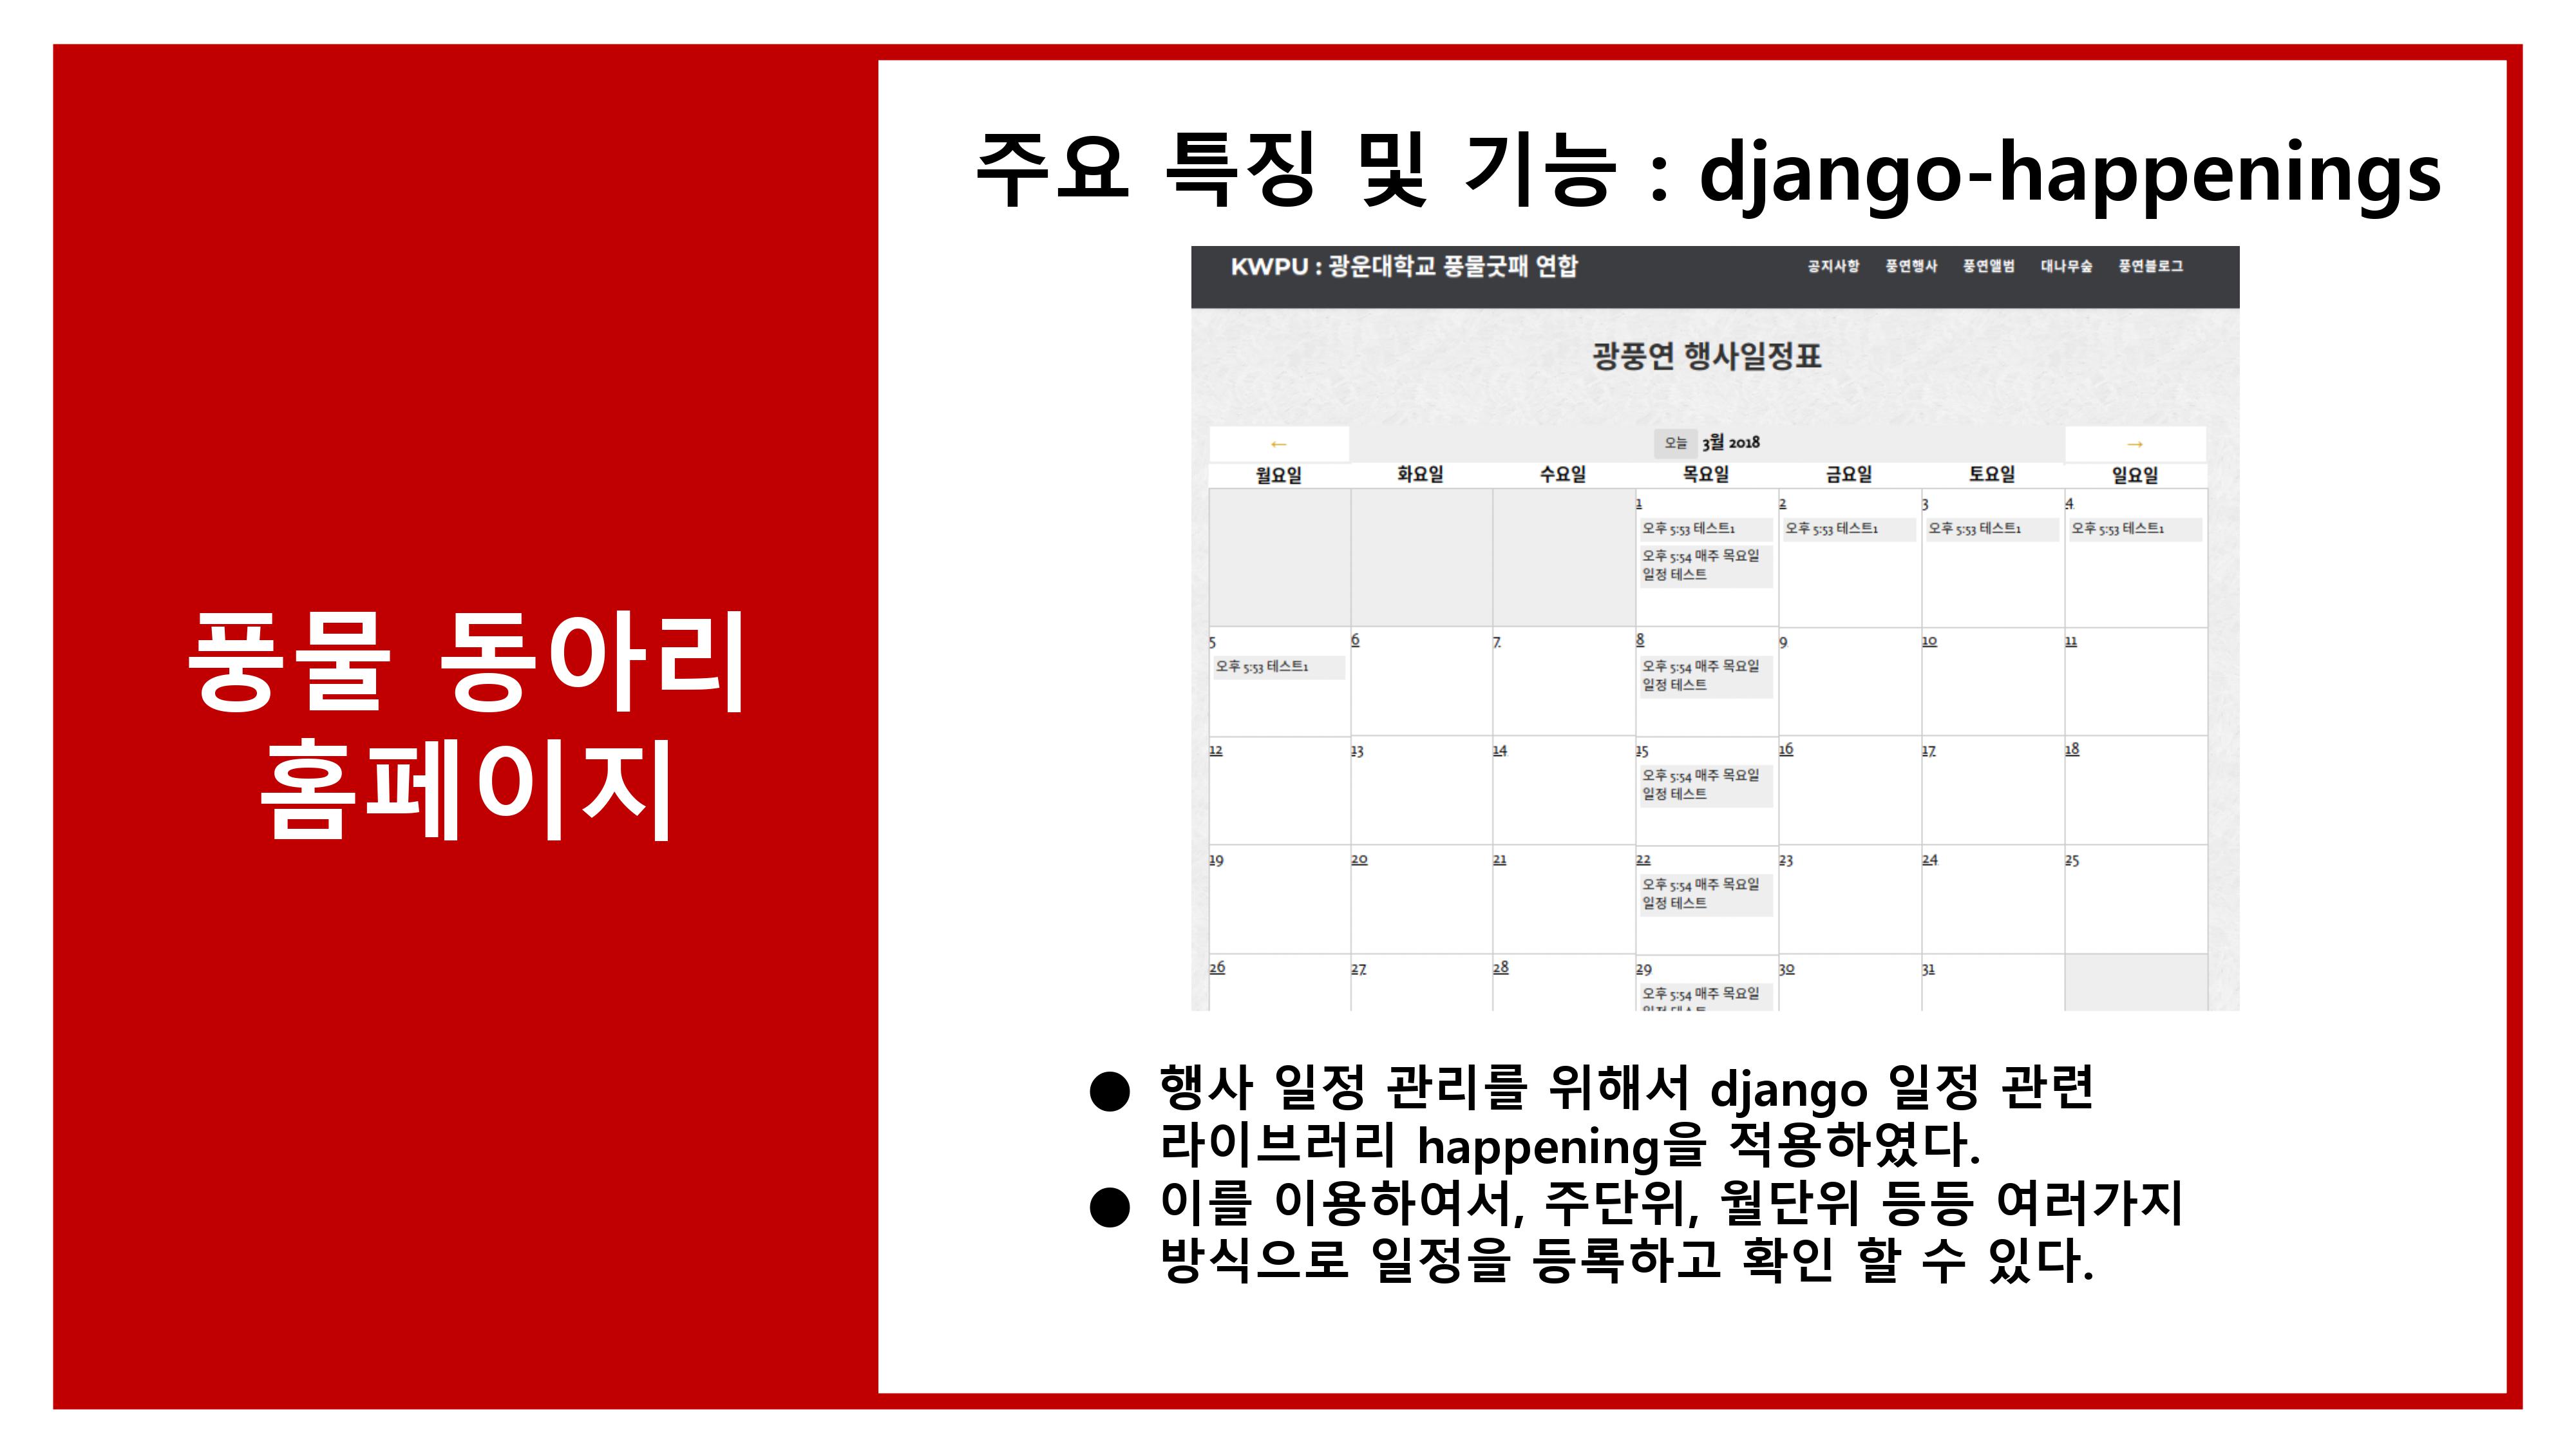 풍물 동아리
홈페이지
주요 특징 및 기능 : django-happenings
KWPU : 광운대학교 풍물굿패 연합
공지사항 풍연행사 풍연앨범 대나무숲 풍연블로그
광풍연 행사일정표
← 오늘 3월 2018 →
월요일 화요일 수요일 목요일 금요일 토요일 일요일
1 2 3 4
오후 5:53 테스트1 오후 5:53 테스트1 오후 5:53 테스트1 오후 5:53 테스트1
오후 5:54 매주 목요일
일정 테스트
5 6 7 8 9 10 11
오후 5:53 테스트1 오후 5:54 매주 목요일
일정 테스트
12 13 14 15 16 17 18
오후 5:54 매주 목요일
일정 테스트
19 20 21 22 23 24 25
오후 5:54 매주 목요일
일정 테스트
26 27 28 29 30 31
오후 5:54 매주 목요일
● 행사 일정 관리를 위해서 django 일정 관련
라이브러리 happening을 적용하였다.
● 이를 이용하여서, 주단위, 월단위 등등 여러가지
방식으로 일정을 등록하고 확인 할 수 있다.